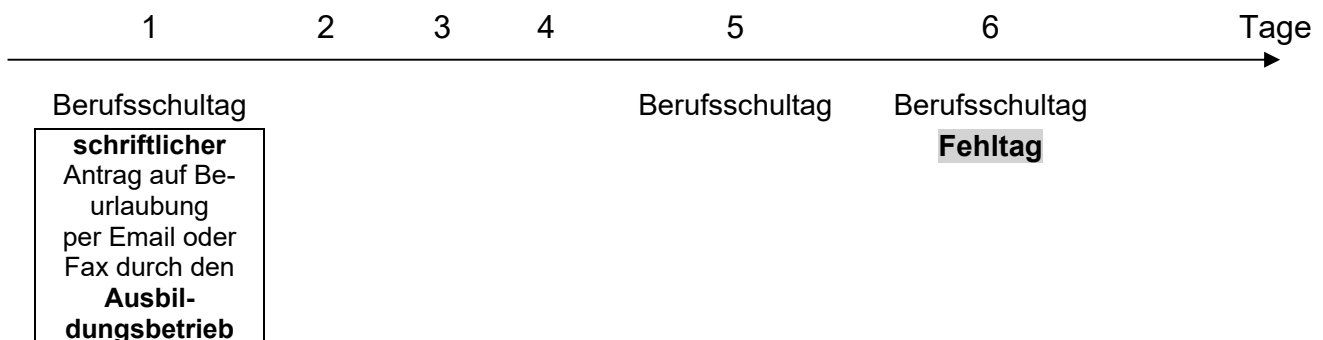 1 2 3 4 5 6 Tage
Berufsschultag Berufsschultag Berufsschultag
schriftlicher
Antrag auf Be-
urlaubung
per Email oder
Fax durch den
Ausbil-
dungsbetrieb
Fehltag